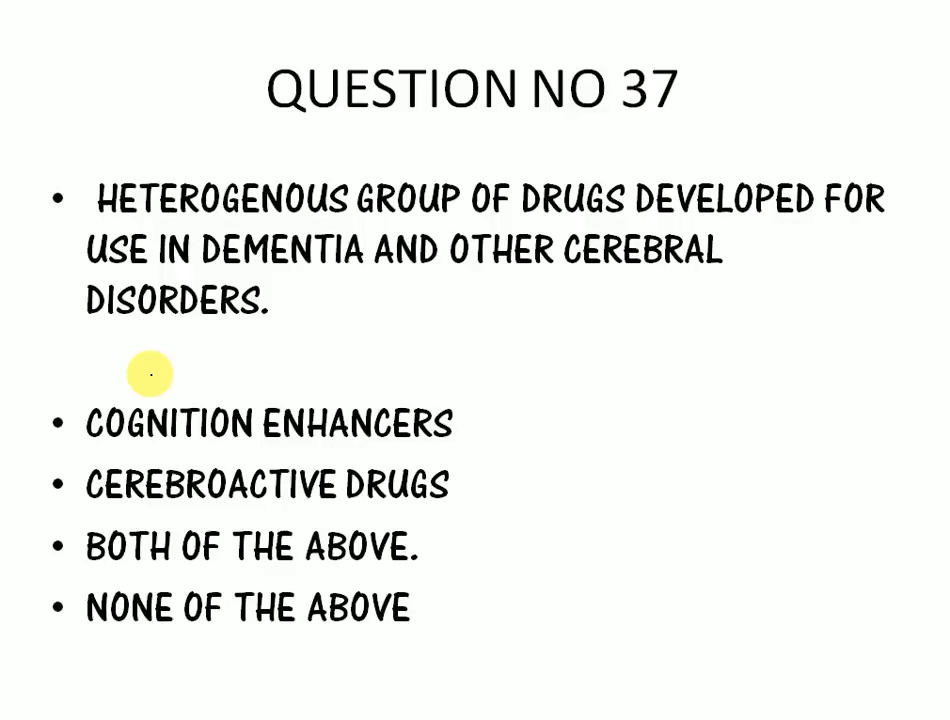 QUESTION NO 37
• HETEROGENOUS GROUP OF DRUGS DEVELOPED FOR
USE IN DEMENTIA AND OTHER CEREBRAL
DISORDERS.
• COGNITION ENHANCERS
• CEREBROACTIVE DRUGS
• BOTH OF THE ABOVE.
• NONE OF THE ABOVE